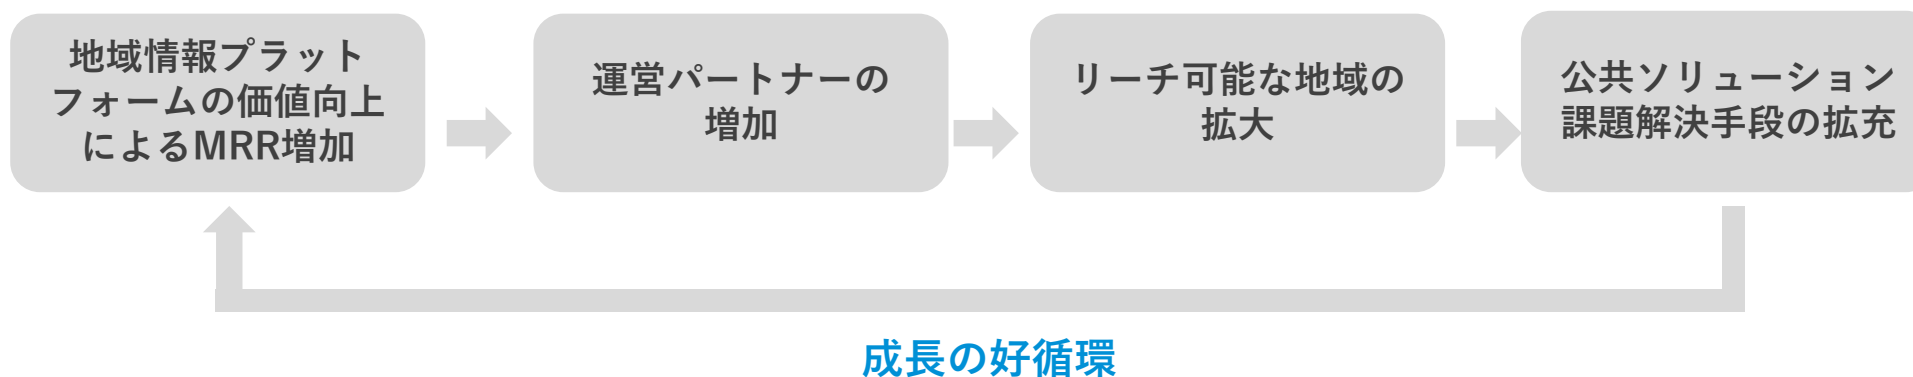 地域情報プラット
フォームの価値向上
によるMRR増加
運営パートナーの
増加
リーチ可能な地域の
拡大
公共ソリューション
課題解決手段の拡充
成長の好循環